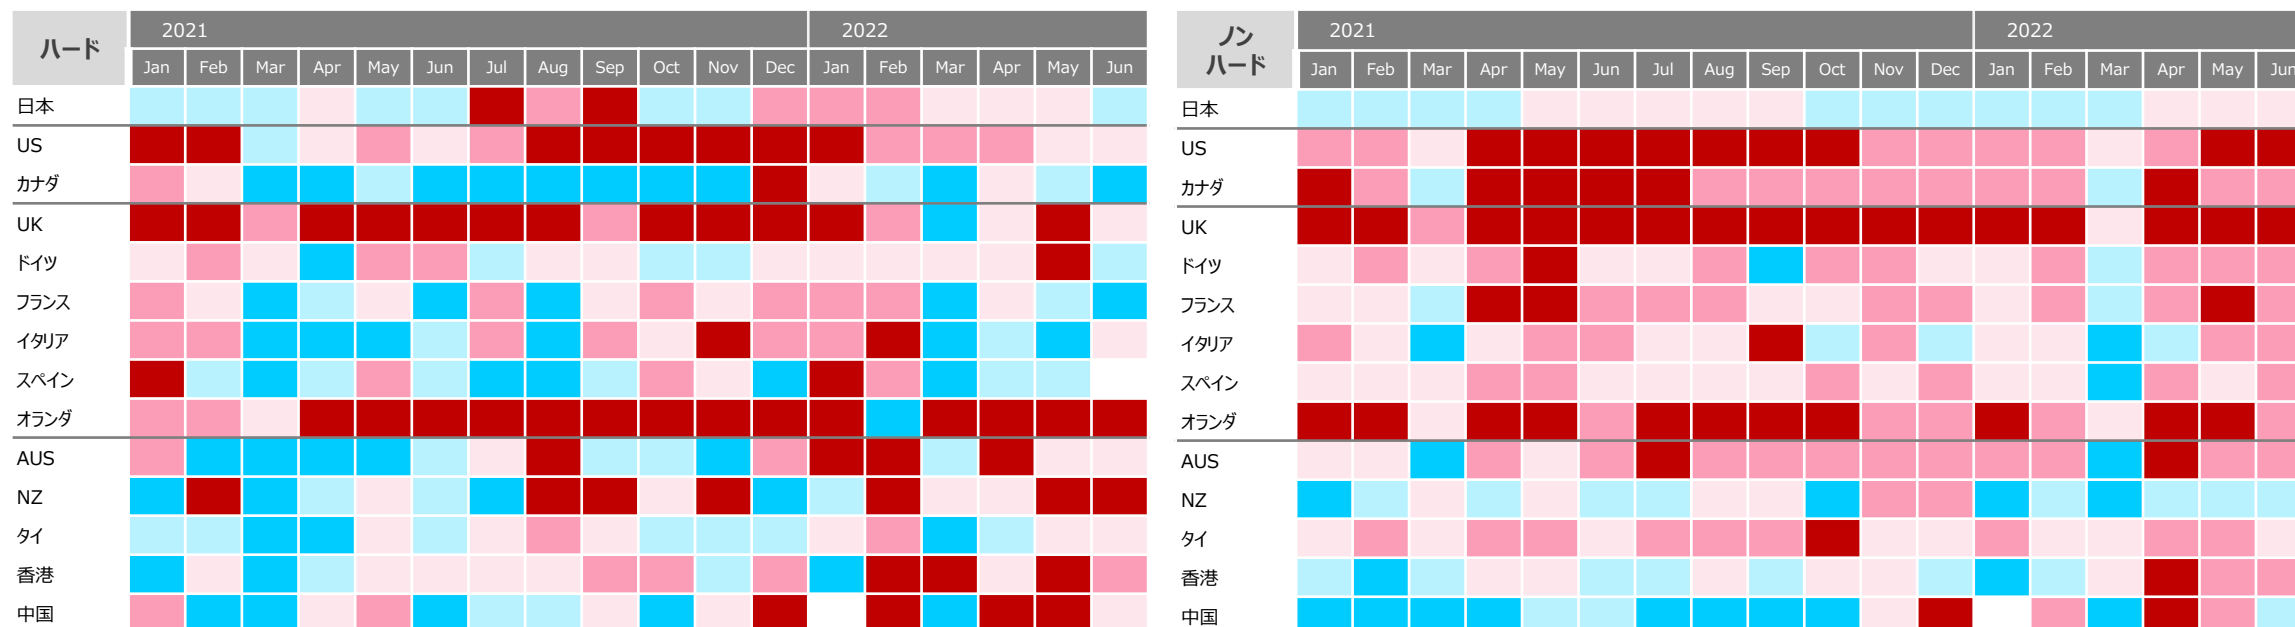 ハード
2021 2022
Jan Feb Mar Apr May Jun Jul Aug Sep Oct Nov Dec Jan Feb Mar Apr May Jun
日本
US
カナダ
UK
ドイツ
フランス
イタリア
スペイン
オランダ
AUS
NZ
タイ
香港
中国
ノン
ハード
2021 2022
Jan Feb Mar Apr May Jun Jul Aug Sep Oct Nov Dec Jan Feb Mar Apr May Jun
日本
US
カナダ
UK
ドイツ
フランス
イタリア
スペイン
オランダ
AUS
NZ
タイ
香港
中国